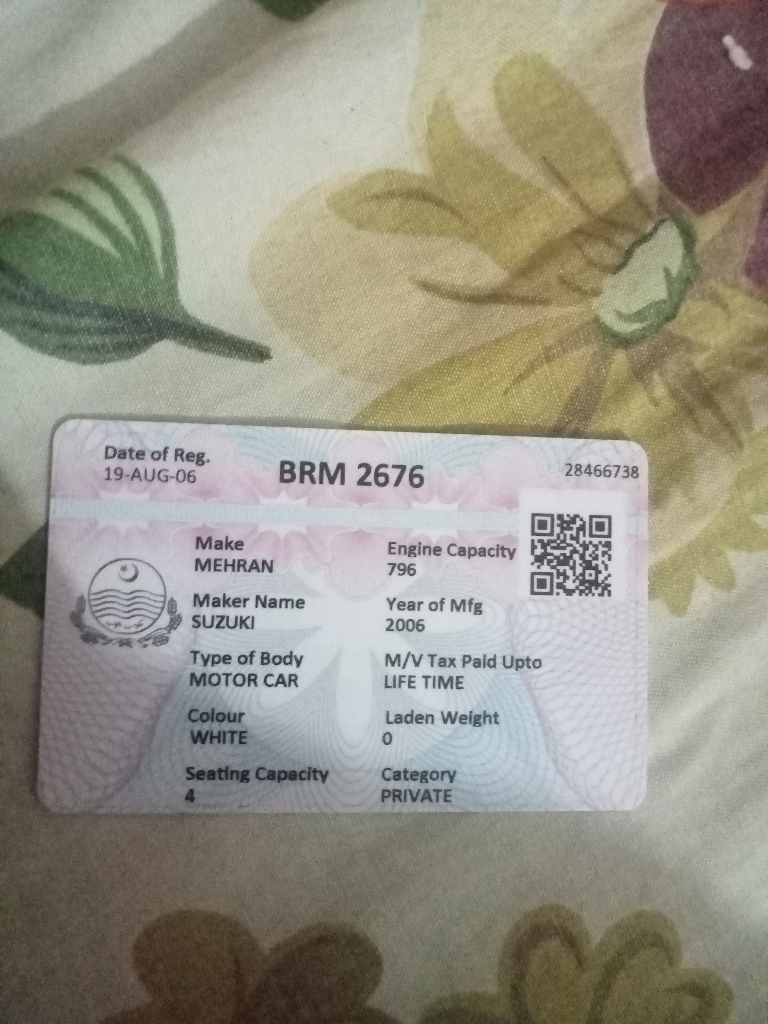 Date of Reg.
19-AUG-06
BRM 2676
28466738
Make
MEHRAN
Engine Capacity
796
Maker Name
SUZUKI
Year of Mfg
2006
Type of Body
MOTOR CAR
M/V Tax Paid Upto
LIFE TIME
Colour
WHITE
Laden Weight
0
Seating Capacity
4
Category
PRIVATE